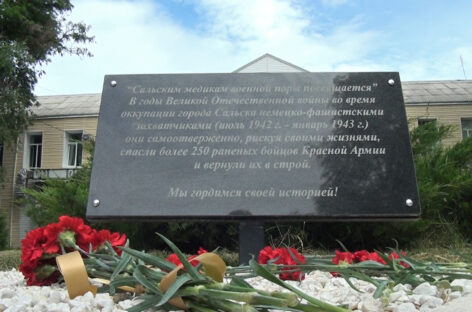 "Сальским медикам военной поры посвящается"
В годы Великой Отечественной войны во время
оккупации города Сальска немецко-фашистскими
захватчиками (июль 1942 г. - январь 1943 г.)
они самоотверженно, рискуя своими жизнями,
спасли более 250 раненых бойцов Красной Армии
и вернули их в строй.
Мы гордимся своей историей!